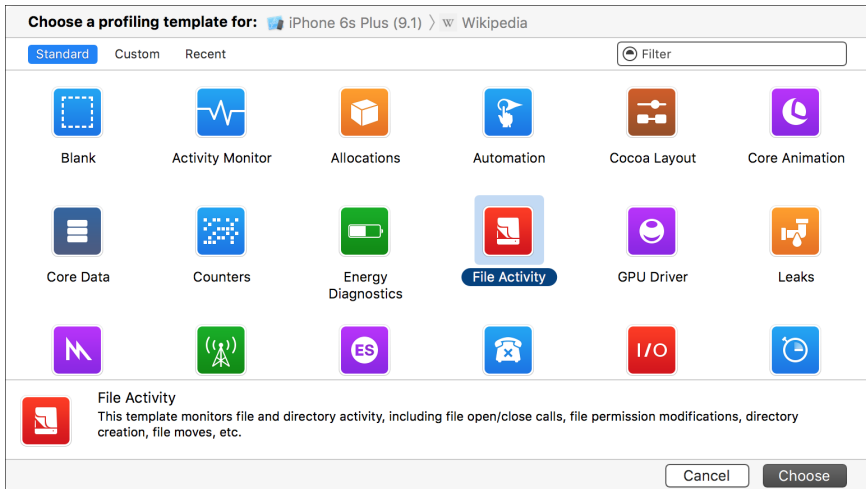 Choose a profiling template for: iPhone 6s Plus (9.1) 〉 W Wikipedia
Standard Custom Recent Filter
Blank Activity Monitor Allocations Automation Cocoa Layout Core Animation
Core Data Counters Energy Diagnostics File Activity GPU Driver Leaks
ES I/O
File Activity
This template monitors file and directory activity, including file open/close calls, file permission modifications, directory
creation, file moves, etc.
Cancel Choose